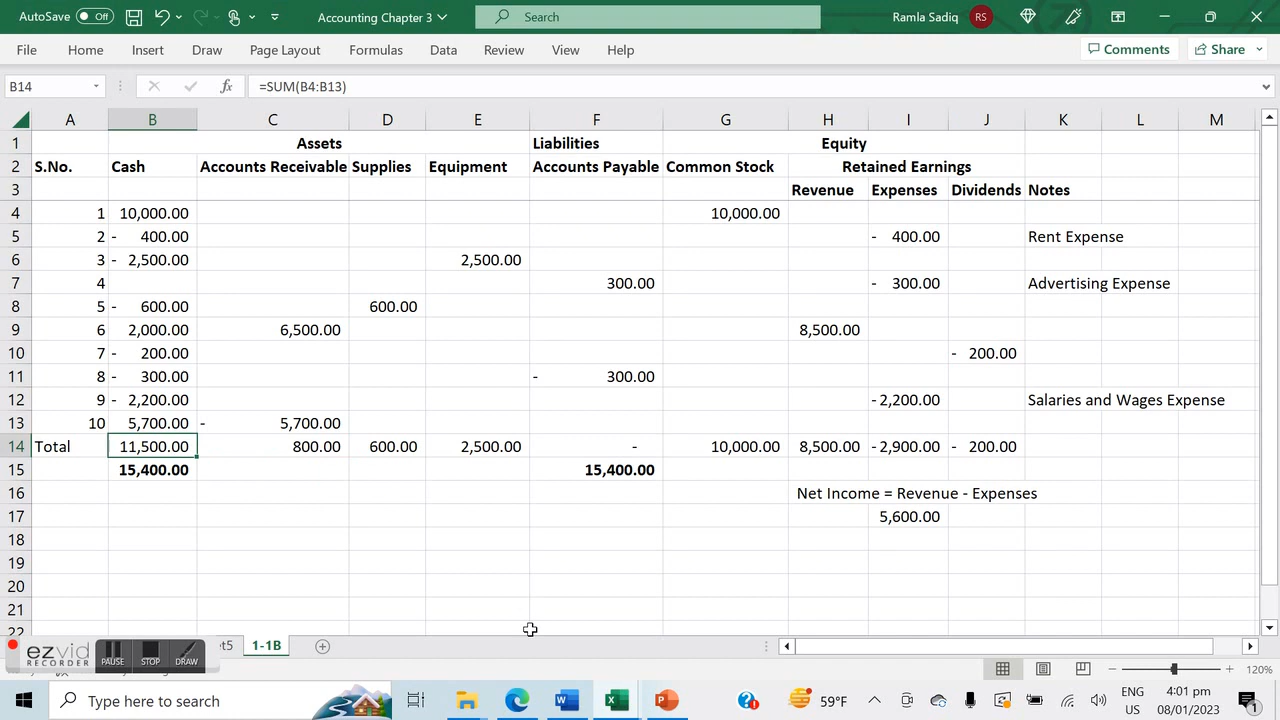 AutoSave Off Accounting Chapter 3 Search Ramla Sadiq RS
File Home Insert Draw Page Layout Formulas Data Review View Help Comments Share
B14 fx =SUM(B4:B13)
A B C D E F G H I J K L M
1 Assets Liabilities Equity
2 S.No. Cash Accounts Receivable Supplies Equipment Accounts Payable Common Stock Retained Earnings
3 Revenue Expenses Dividends Notes
4 1 10,000.00 10,000.00
5 2 - 400.00 - 400.00 Rent Expense
6 3 - 2,500.00 2,500.00
7 4 300.00 - 300.00 Advertising Expense
8 5 - 600.00 600.00
9 6 2,000.00 6,500.00 8,500.00
10 7 - 200.00 - 200.00
11 8 - 300.00 - 300.00
12 9 - 2,200.00 - 2,200.00 Salaries and Wages Expense
13 10 5,700.00 - 5,700.00
14 Total 11,500.00 800.00 600.00 2,500.00 - 10,000.00 8,500.00 - 2,900.00 - 200.00
15 15,400.00 15,400.00
16 Net Income = Revenue - Expenses
17 5,600.00
18
19
20
21
22
t5 1-1B
ezvid RECORDER PAUSE STOP DRAW
120%
Type here to search 59°F ENG US 4:01 pm 08/01/2023